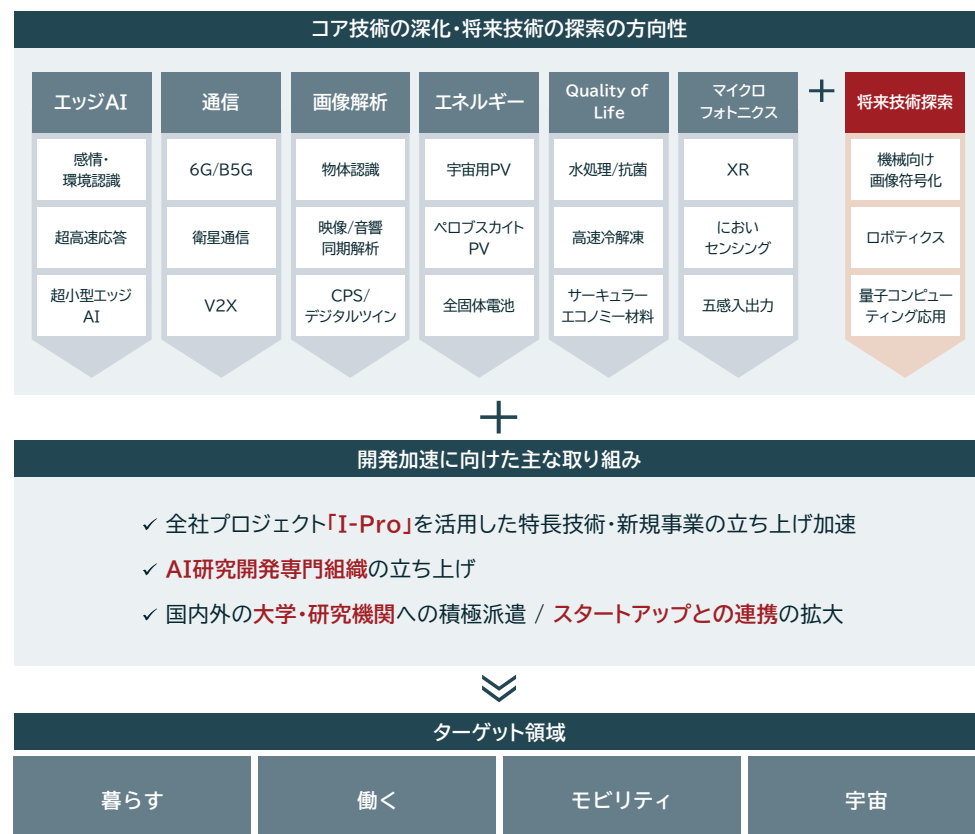 コア技術の深化・将来技術の探索の方向性
エッジAI
感情・
環境認識
超高速応答
超小型エッジ
AI
通信
6G/B5G
衛星通信
V2X
画像解析
物体認識
映像/音響
同期解析
CPS/
デジタルツイン
エネルギー
宇宙用PV
ペロブスカイト
PV
全固体電池
Quality of
Life
水処理/抗菌
高速冷解凍
サーキュラー
エコノミー材料
マイクロ
フォトニクス
XR
におい
センシング
五感入出力
+
将来技術探索
機械向け
画像符号化
ロボティクス
量子コンピュー
ティング応用
+
開発加速に向けた主な取り組み
✓ 全社プロジェクト「I-Pro」を活用した特長技術・新規事業の立ち上げ加速
✓ AI研究開発専門組織の立ち上げ
✓ 国内外の大学・研究機関への積極派遣 / スタートアップとの連携の拡大
ターゲット領域
暮らす
働く
モビリティ
宇宙